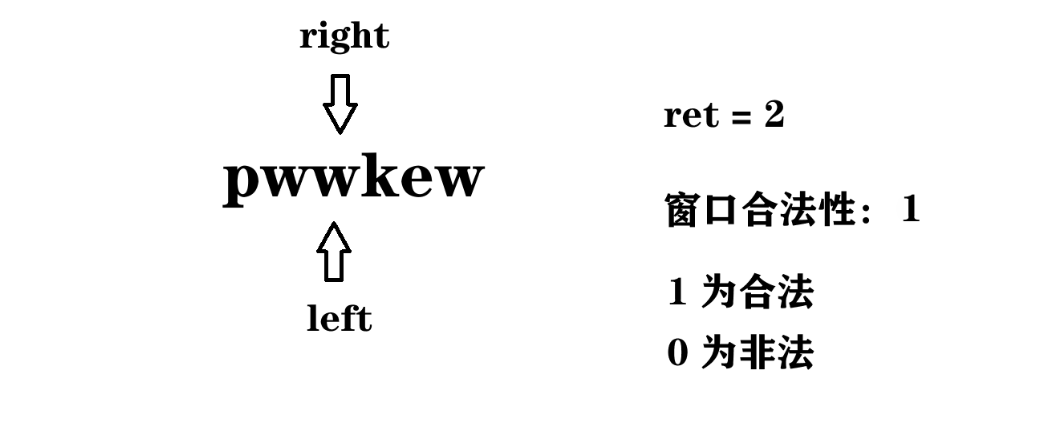 right
pwwkew
left
ret = 2
窗口合法性： 1
1 为合法
0 为非法